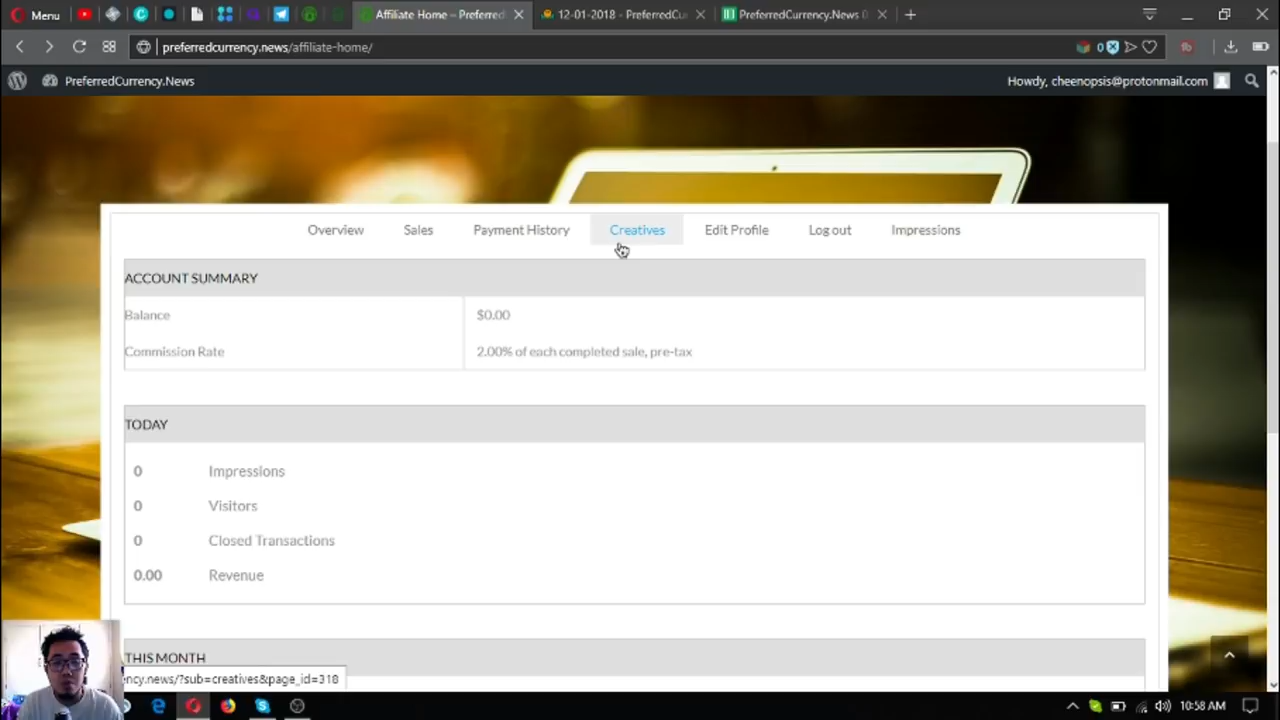 Menu
Affiliate Home – Preferred
12-01-2018 - PreferredCu
PreferredCurrency.News
preferredcurrency.news/affiliate-home/
0
PreferredCurrency.News
Howdy, cheenopsis@protonmail.com
Overview Sales Payment History Creatives Edit Profile Log out Impressions
ACCOUNT SUMMARY
Balance $0.00
Commission Rate 2.00% of each completed sale, pre-tax
TODAY
0 Impressions
0 Visitors
0 Closed Transactions
0.00 Revenue
THIS MONTH
ency.news/?sub=creatives&page_id=318
10:58 AM